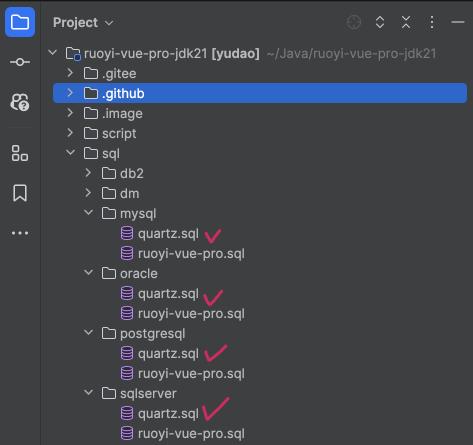 Project
ruoyi-vue-pro-jdk21 [yudao] ~/Java/ruoyi-vue-pro-jdk21
.gitee
.github
.image
script
sql
db2
dm
mysql
quartz.sql
ruoyi-vue-pro.sql
oracle
quartz.sql
ruoyi-vue-pro.sql
postgresql
quartz.sql
ruoyi-vue-pro.sql
sqlserver
quartz.sql
ruoyi-vue-pro.sql